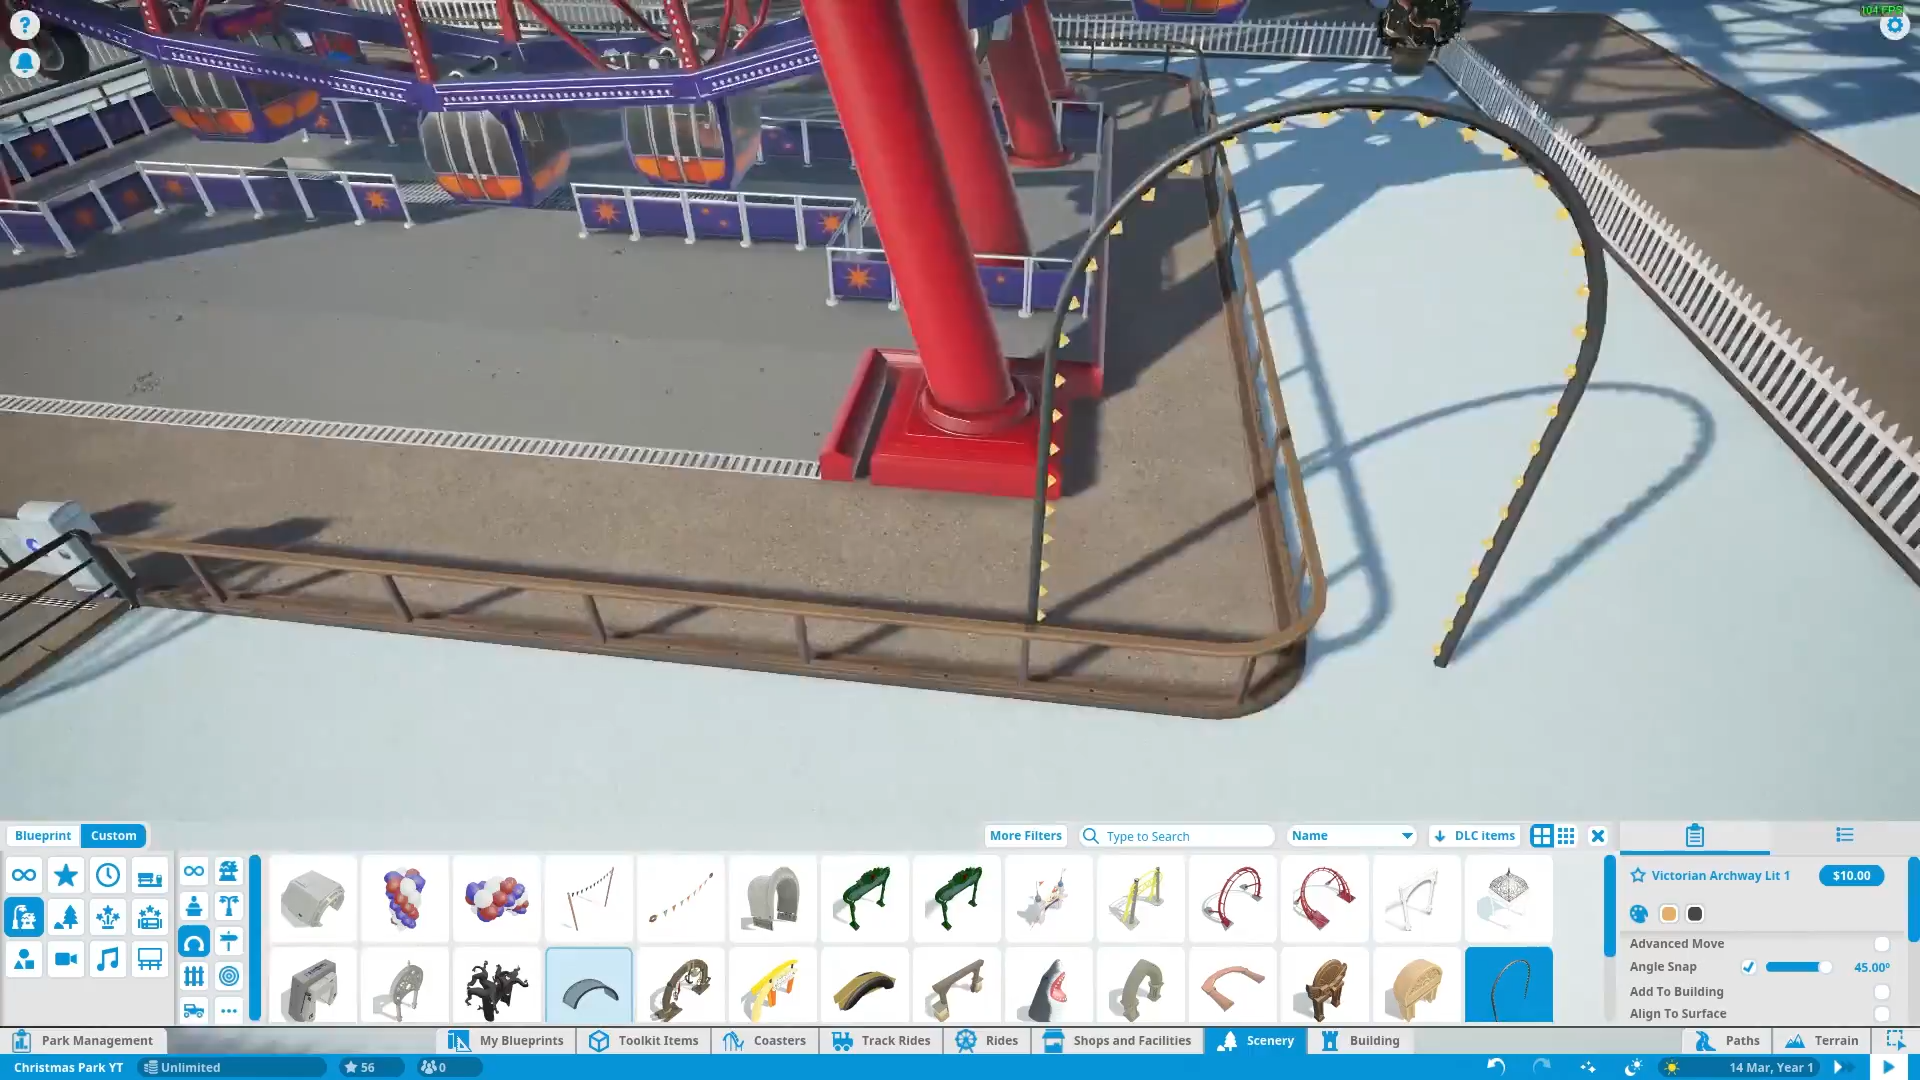 104 FPS
?
Blueprint Custom
More Filters
Type to Search
Name
DLC items
Victorian Archway Lit 1
$10.00
Advanced Move
Angle Snap
45.00°
Add To Building
Align To Surface
Park Management
My Blueprints
Toolkit Items
Coasters
Track Rides
Rides
Shops and Facilities
Scenery
Building
Paths
Terrain
Christmas Park YT
Unlimited
56
0
14 Mar, Year 1